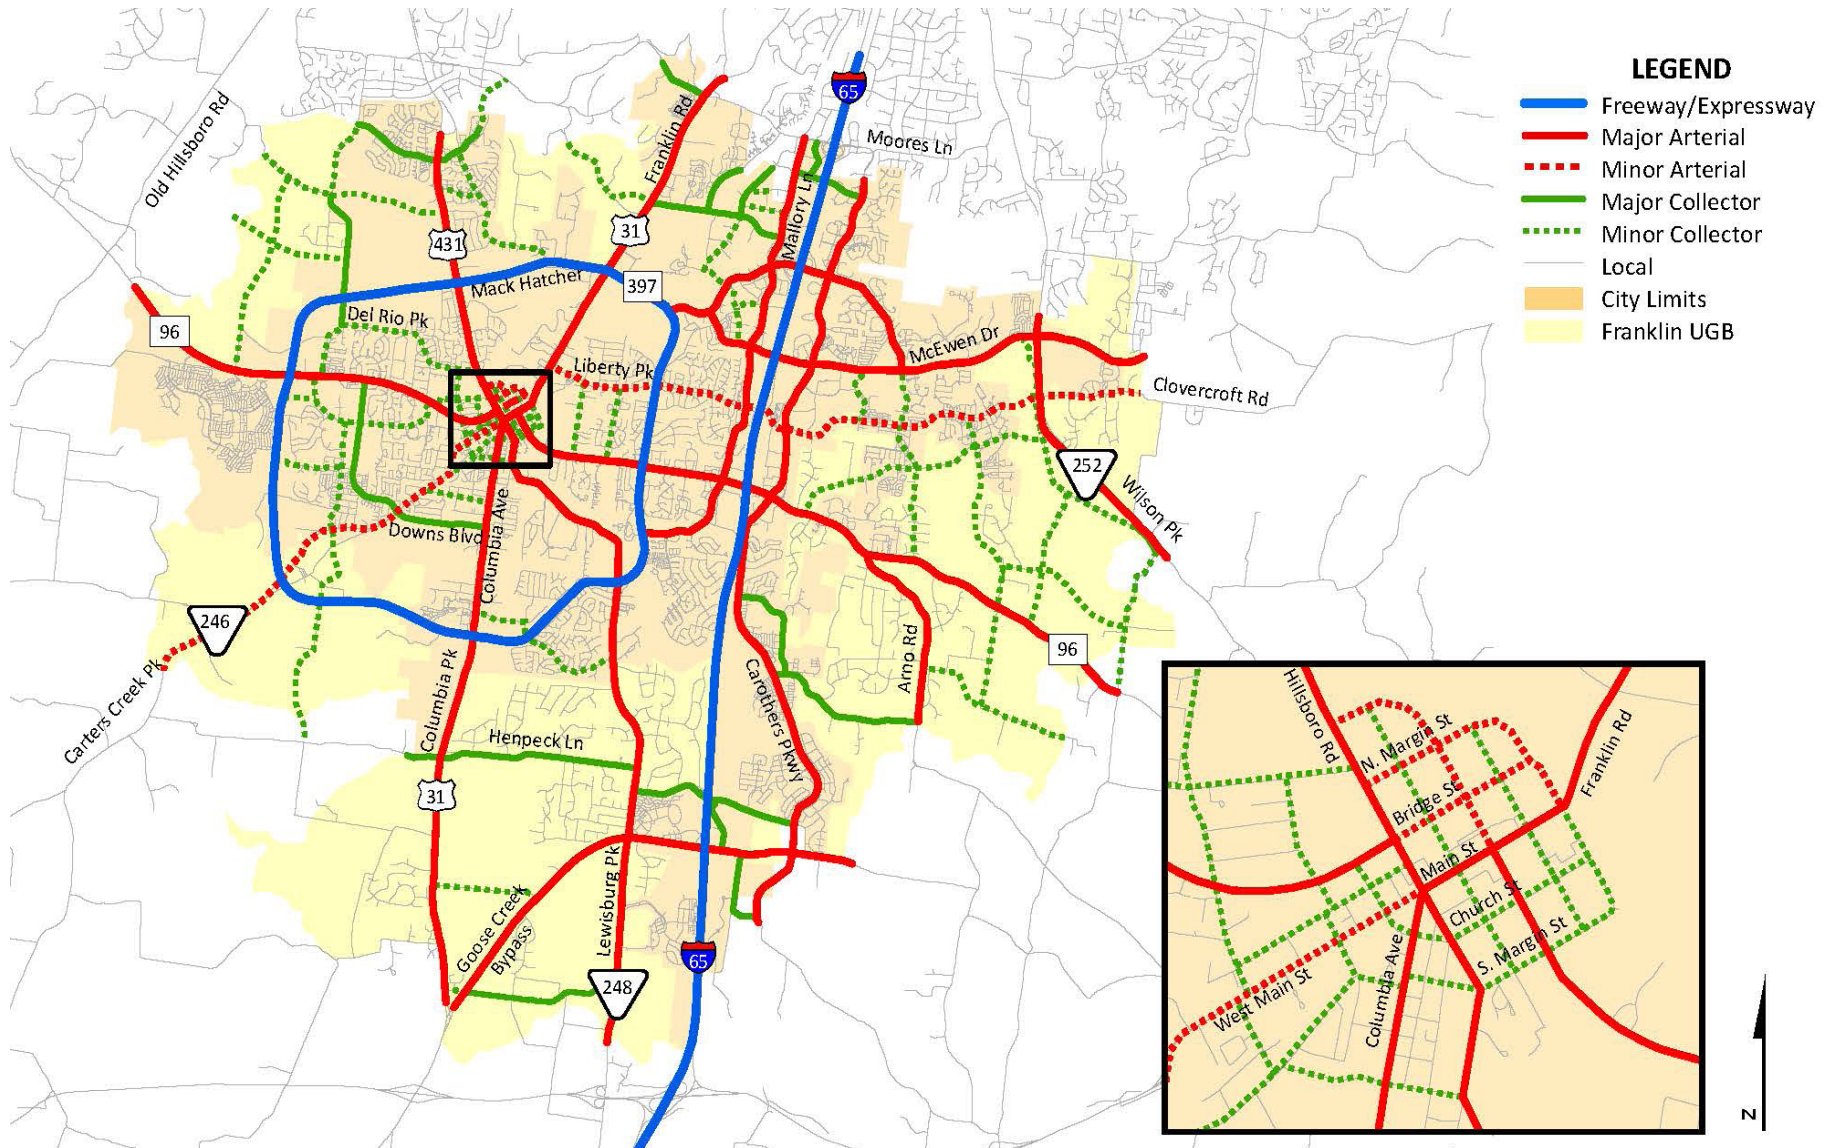 LEGEND
Freeway/Expressway
Major Arterial
Minor Arterial
Major Collector
Minor Collector
Local
City Limits
Franklin UGB
65
Moores Ln
Old Hillsboro Rd
Franklin Rd
Mallory Ln
431
31
397
Mack Hatcher
96
Del Rio Pk
Liberty Pk
McEwen Dr
Clovercroft Rd
252
Wilson Pk
Downs Blvd
Columbia Ave
246
Carters Creek Pk
Columbia Pk
Arno Rd
96
Carothers Pkwy
Henpeck Ln
31
Goose Creek
Bypass
Lewisburg Pk
65
248
Hillsboro Rd
N. Margin St
Franklin Rd
Bridge St
Main St
Church St
S. Margin St
West Main St
Columbia Ave
N